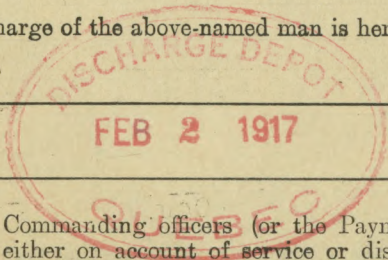 charge of the above-named man is her
DISCHARGE DEPOT
FEB 2 1917
QUEBEC
Commanding officers (or the Paym
either on account of service or dis